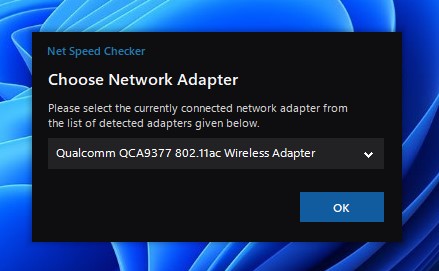 Net Speed Checker
Choose Network Adapter
Please select the currently connected network adapter from
the list of detected adapters given below.
Qualcomm QCA9377 802.11ac Wireless Adapter
OK